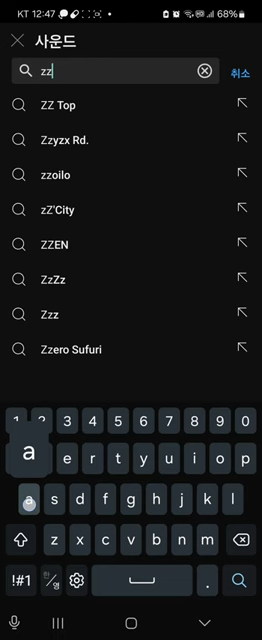 KT 12:47
68%
사운드
zz
취소
ZZ Top
Zzyzx Rd.
zzoilo
zZ'City
ZZEN
ZzZz
Zzz
Zzero Sufuri
1 2 3 4 5 6 7 8 9 0
a e r t y u i o p
a s d f g h j k l
z x c v b n m
!#1 한/영 .